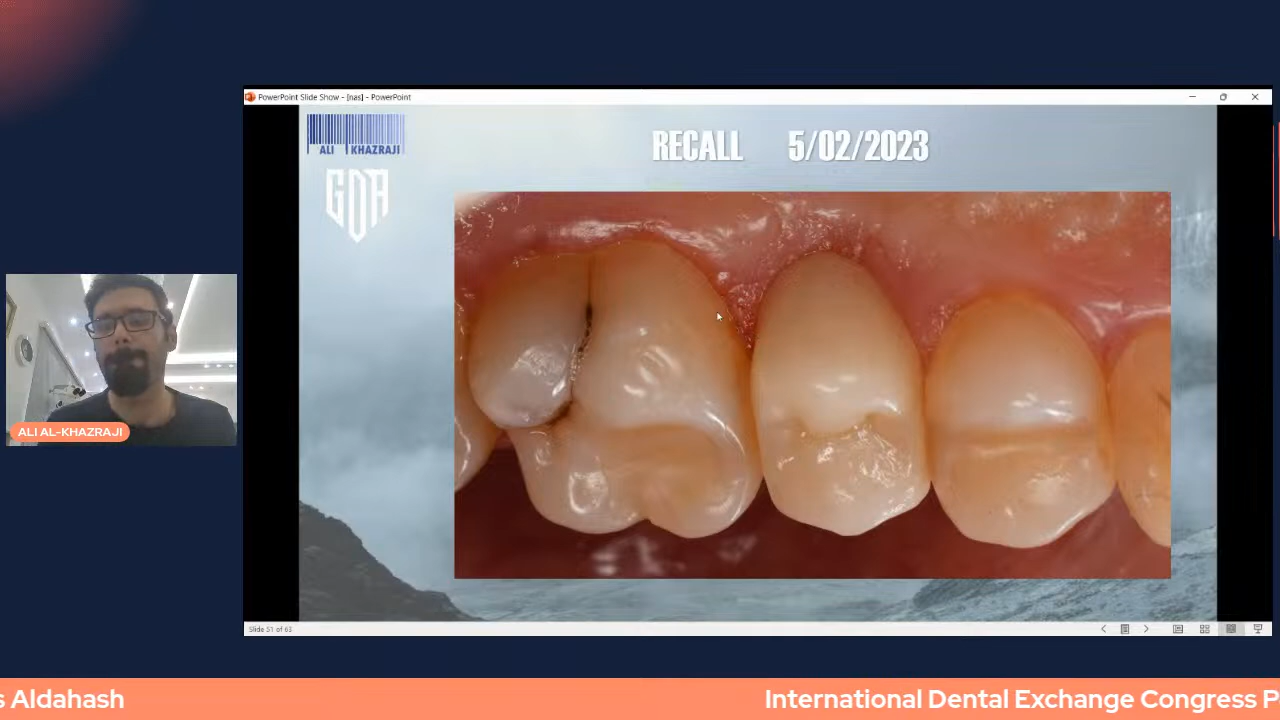 PowerPoint Slide Show - [nas] - PowerPoint
ALI KHAZRAJI
GDA
RECALL 5/02/2023
ALI AL-KHAZRAJI
Slide 51 of 63
s Aldahash
International Dental Exchange Congress P